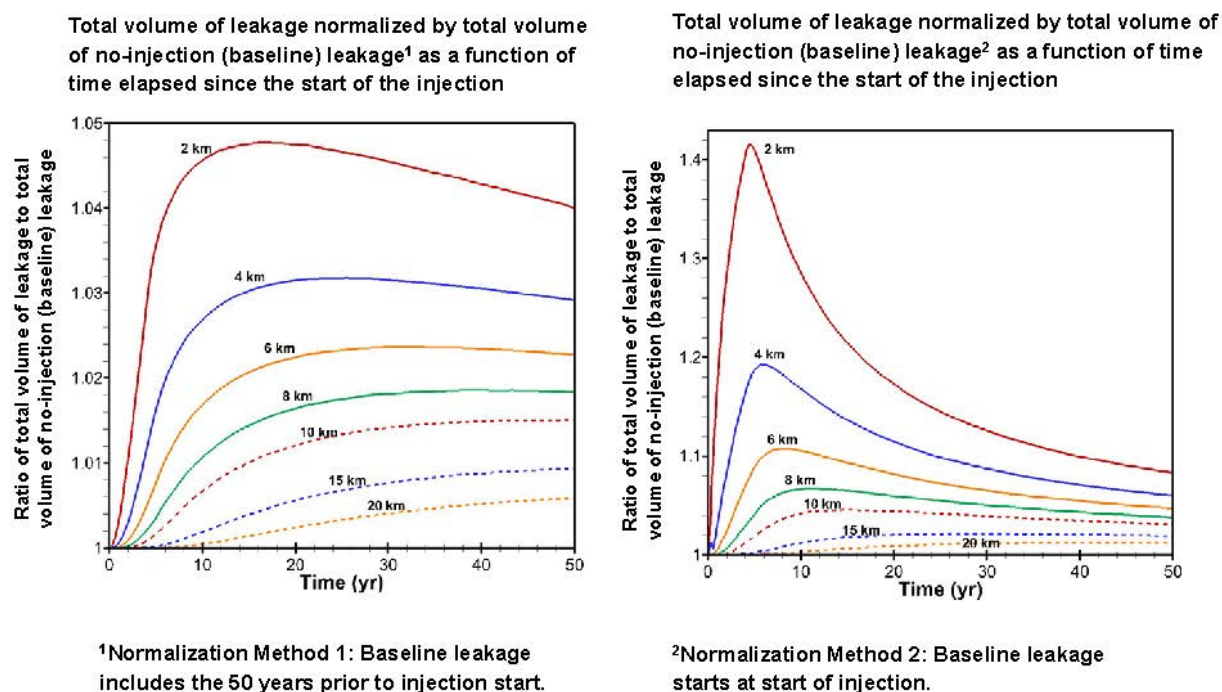 Total volume of leakage normalized by total volume
of no-injection (baseline) leakage¹ as a function of
time elapsed since the start of the injection
Ratio of total volume of leakage to total
volume of no-injection (baseline) leakage
1.05
1.04
1.03
1.02
1.01
1
2 km
4 km
6 km
8 km
10 km
15 km
20 km
0
10
20
30
40
50
Time (yr)
¹Normalization Method 1: Baseline leakage
includes the 50 years prior to injection start.
Total volume of leakage normalized by total volume of
no-injection (baseline) leakage² as a function of time
elapsed since the start of the injection
Ratio of total volume of leakage to total
volume of no-injection (baseline) leakage
1.4
1.3
1.2
1.1
1
2 km
4 km
6 km
8 km
10 km
15 km
20 km
0
10
20
30
40
50
Time (yr)
²Normalization Method 2: Baseline leakage
starts at start of injection.